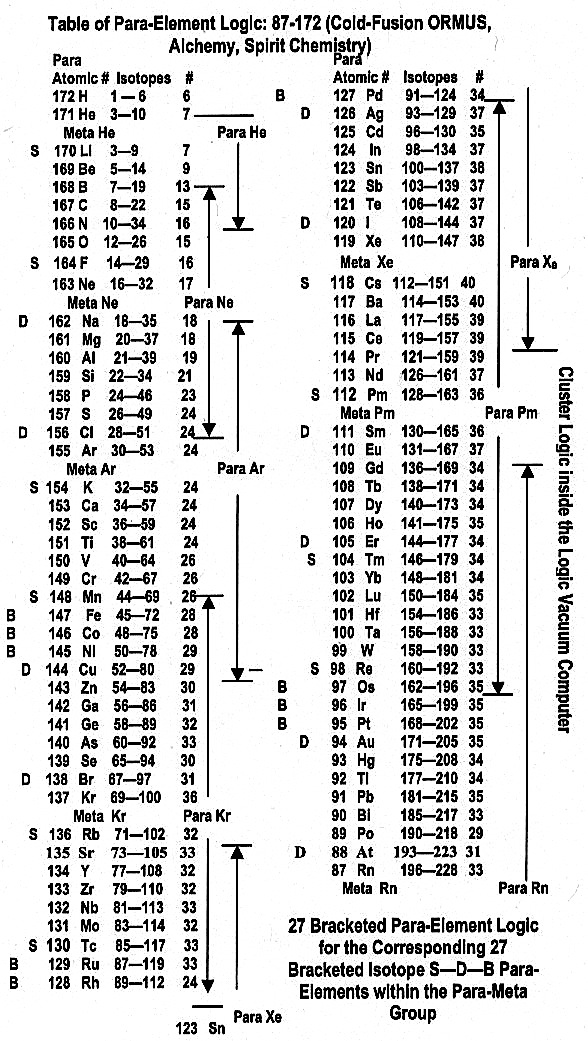 Table of Para-Element Logic: 87-172 (Cold-Fusion ORMUS,
Alchemy, Spirit Chemistry)
Para
Atomic # Isotopes #
172 H 1—6 6
171 He 3—10 7
Meta He Para He
S 170 LI 3—9 7
169 Be 5—14 9
168 B 7—19 13
167 C 8—22 15
166 N 10—34 16
165 O 12—26 15
S 164 F 14—29 16
163 Ne 16—32 17
Meta Ne Para Ne
D 162 Na 18—35 18
161 Mg 20—37 18
160 Al 21—39 19
159 Si 22—34 21
158 P 24—46 23
157 S 26—49 24
D 156 Cl 28—51 24
155 Ar 30—53 24
Meta Ar Para Ar
S 154 K 32—55 24
153 Ca 34—57 24
152 Sc 36—59 24
151 Ti 38—61 24
150 V 40—64 26
149 Cr 42—67 26
S 148 Mn 44—69 26
B 147 Fe 45—72 28
B 146 Co 48—75 28
B 145 NI 50—78 29
D 144 Cu 52—80 29
143 Zn 54—83 30
142 Ga 56—86 31
141 Ge 58—89 32
140 As 60—92 33
139 Se 65—94 30
D 138 Br 67—97 31
137 Kr 69—100 36
Meta Kr Para Kr
S 136 Rb 71—102 32
135 Sr 73—105 33
134 Y 77—108 32
133 Zr 79—110 32
132 Nb 81—113 33
131 Mo 83—114 32
S 130 Tc 85—117 33
B 129 Ru 87—119 33
B 128 Rh 89—112 24
123 Sn Para Xe
Para
Atomic # Isotopes #
B 127 Pd 91—124 34
D 126 Ag 93—129 37
125 Cd 96—130 35
124 In 98—134 37
123 Sn 100—137 38
122 Sb 103—139 37
121 Te 106—142 37
D 120 I 108—144 37
119 Xe 110—147 38
Meta Xe Para Xe
S 118 Cs 112—151 40
117 Ba 114—153 40
116 La 117—155 39
115 Ce 119—157 39
114 Pr 121—159 39
113 Nd 126—161 37
S 112 Pm 128—163 36
Meta Pm Para Pm
D 111 Sm 130—165 36
110 Eu 131—167 37
109 Gd 136—169 34
108 Tb 138—171 34
107 Dy 140—173 34
106 Ho 141—175 35
D 105 Er 144—177 34
S 104 Tm 146—179 34
103 Yb 148—181 34
102 Lu 150—184 35
101 Hf 154—186 33
100 Ta 156—188 33
99 W 158—190 33
S 98 Re 160—192 33
B 97 Os 162—196 35
B 96 Ir 165—199 35
B 95 Pt 168—202 35
D 94 Au 171—205 35
93 Hg 175—208 34
92 Tl 177—210 34
91 Pb 181—215 35
90 BI 185—217 33
89 Po 190—218 29
D 88 At 193—223 31
87 Rn 196—228 33
Meta Rn Para Rn
27 Bracketed Para-Element Logic
for the Corresponding 27
Bracketed Isotope S—D—B Para-
Elements within the Para-Meta
Group
Cluster Logic inside the Logic Vacuum Computer